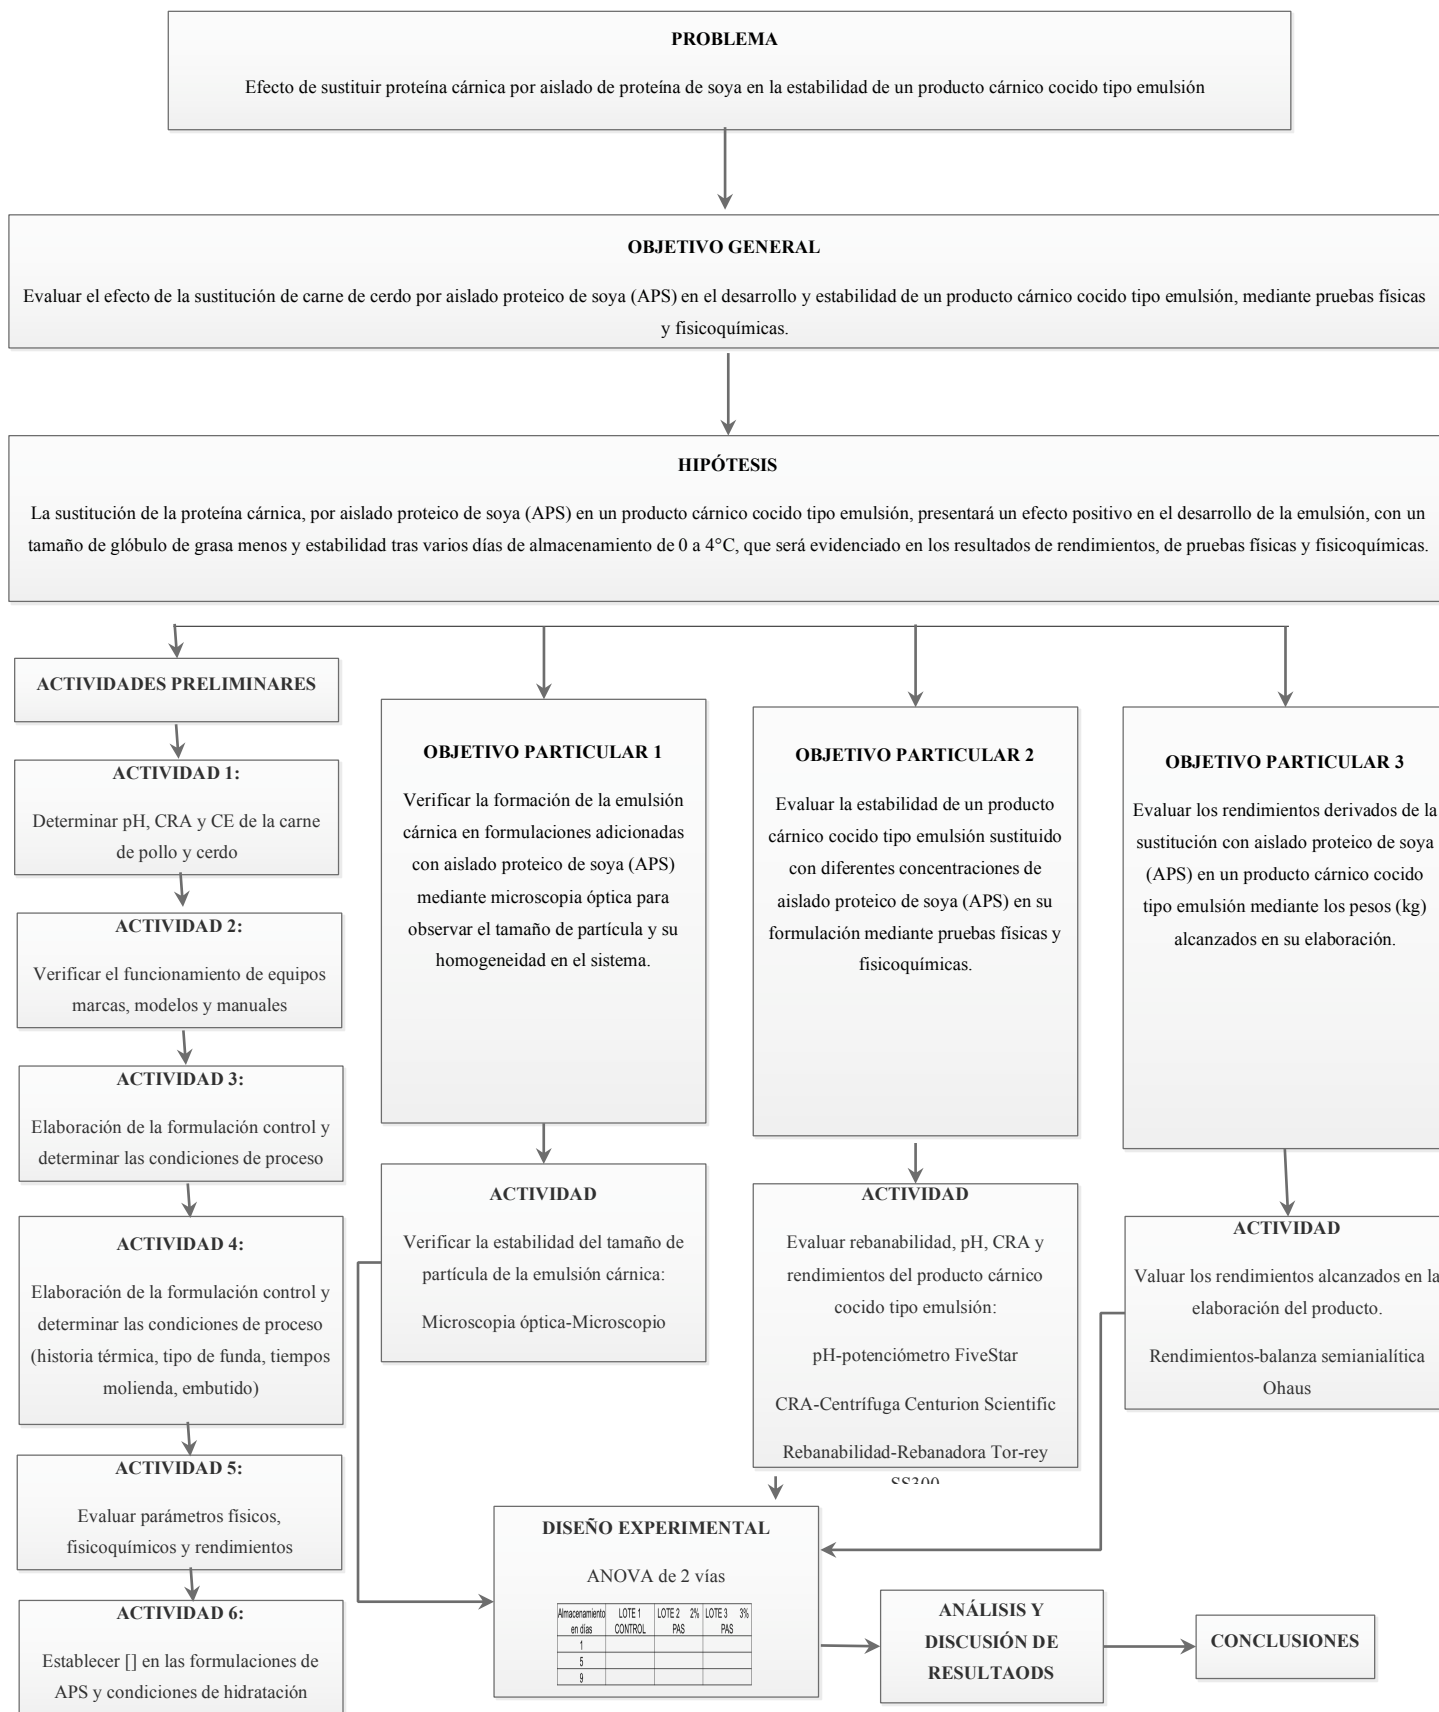 PROBLEMA
Efecto de sustituir proteína cárnica por aislado de proteína de soya en la estabilidad de un producto cárnico cocido tipo emulsión
OBJETIVO GENERAL
Evaluar el efecto de la sustitución de carne de cerdo por aislado proteico de soya (APS) en el desarrollo y estabilidad de un producto cárnico cocido tipo emulsión, mediante pruebas físicas
y fisicoquímicas.
HIPÓTESIS
La sustitución de la proteína cárnica, por aislado proteico de soya (APS) en un producto cárnico cocido tipo emulsión, presentará un efecto positivo en el desarrollo de la emulsión, con un
tamaño de glóbulo de grasa menos y estabilidad tras varios días de almacenamiento de 0 a 4°C, que será evidenciado en los resultados de rendimientos, de pruebas físicas y fisicoquímicas.
ACTIVIDADES PRELIMINARES
ACTIVIDAD 1:
Determinar pH, CRA y CE de la carne
de pollo y cerdo
ACTIVIDAD 2:
Verificar el funcionamiento de equipos
marcas, modelos y manuales
ACTIVIDAD 3:
Elaboración de la formulación control y
determinar las condiciones de proceso
ACTIVIDAD 4:
Elaboración de la formulación control y
determinar las condiciones de proceso
(historia térmica, tipo de funda, tiempos
molienda, embutido)
ACTIVIDAD 5:
Evaluar parámetros físicos,
fisicoquímicos y rendimientos
ACTIVIDAD 6:
Establecer [] en las formulaciones de
APS y condiciones de hidratación
OBJETIVO PARTICULAR 1
Verificar la formación de la emulsión
cárnica en formulaciones adicionadas
con aislado proteico de soya (APS)
mediante microscopia óptica para
observar el tamaño de partícula y su
homogeneidad en el sistema.
ACTIVIDAD
Verificar la estabilidad del tamaño de
partícula de la emulsión cárnica:
Microscopia óptica-Microscopio
OBJETIVO PARTICULAR 2
Evaluar la estabilidad de un producto
cárnico cocido tipo emulsión sustituido
con diferentes concentraciones de
aislado proteico de soya (APS) en su
formulación mediante pruebas físicas y
fisicoquímicas.
ACTIVIDAD
Evaluar rebanabilidad, pH, CRA y
rendimientos del producto cárnico
cocido tipo emulsión:
pH-potenciómetro FiveStar
CRA-Centrífuga Centurion Scientific
Rebanabilidad-Rebanadora Tor-rey
SS300
OBJETIVO PARTICULAR 3
Evaluar los rendimientos derivados de la
sustitución con aislado proteico de soya
(APS) en un producto cárnico cocido
tipo emulsión mediante los pesos (kg)
alcanzados en su elaboración.
ACTIVIDAD
Valuar los rendimientos alcanzados en la
elaboración del producto.
Rendimientos-balanza semianialítica
Ohaus
DISEÑO EXPERIMENTAL
ANOVA de 2 vías
Almacenamiento LOTE 1 LOTE 2 2% LOTE 3 3%
en días CONTROL PAS PAS
1
5
9
ANÁLISIS Y
DISCUSIÓN DE
RESULTAODS
CONCLUSIONES